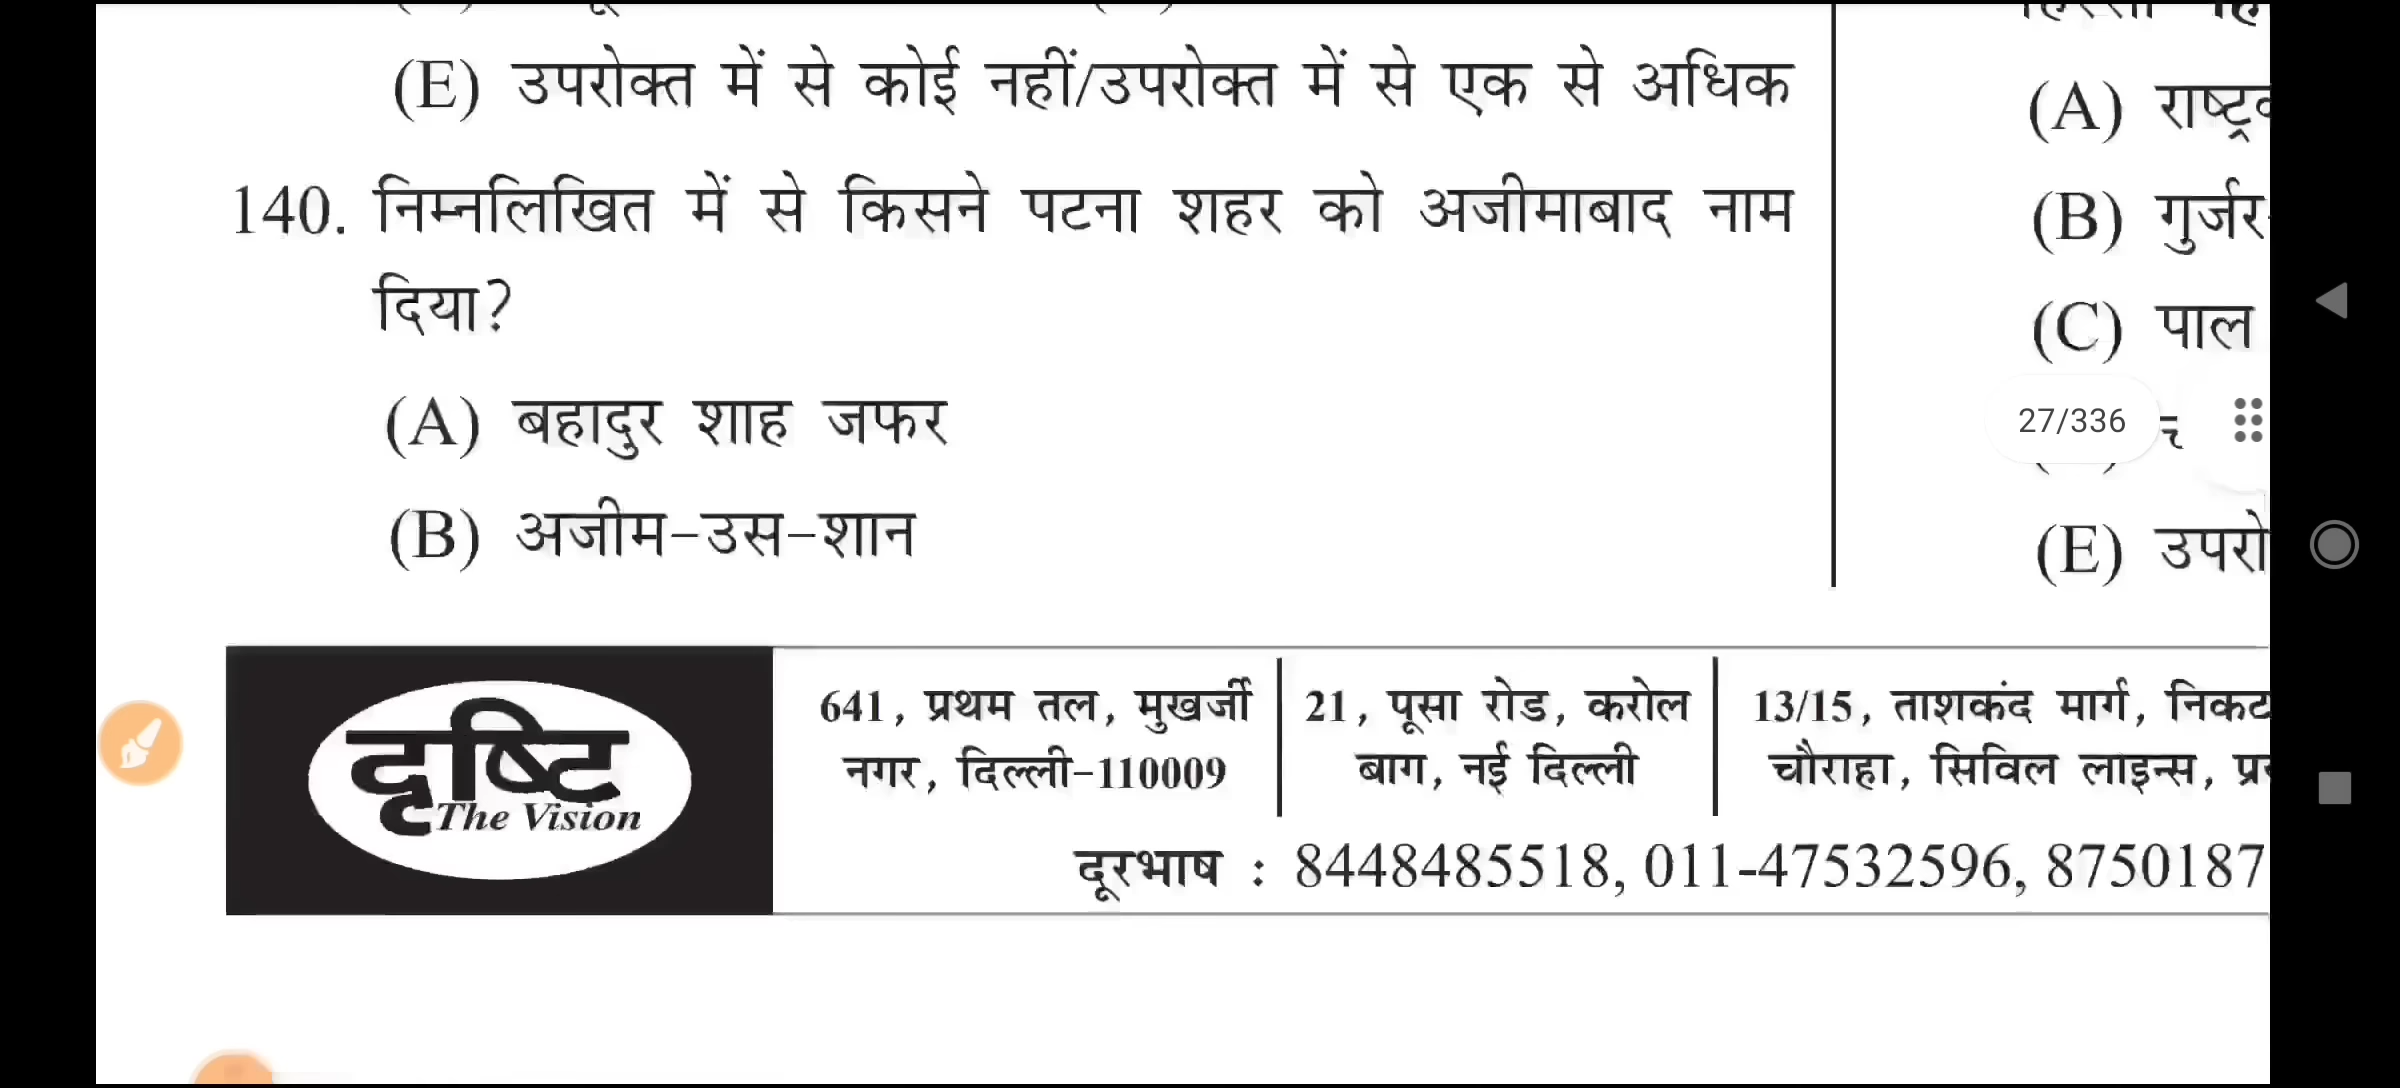 (E) उपरोक्त में से कोई नहीं/उपरोक्त में से एक से अधिक
140. निम्नलिखित में से किसने पटना शहर को अजीमाबाद नाम
दिया?
(A) बहादुर शाह जफर
(B) अजीम-उस-शान
(A)
(B) गुर्जर
(C) पाल
27/336
(E)
दृष्टि
The Vision
641, प्रथम तल, मुखर्जी
नगर, दिल्ली-110009
21, पूसा रोड, करोल
बाग, नई दिल्ली
13/15, ताशकंद मार्ग, निकट
चौराहा, सिविल लाइन्स,
दूरभाष : 8448485518, 011-47532596, 8750187